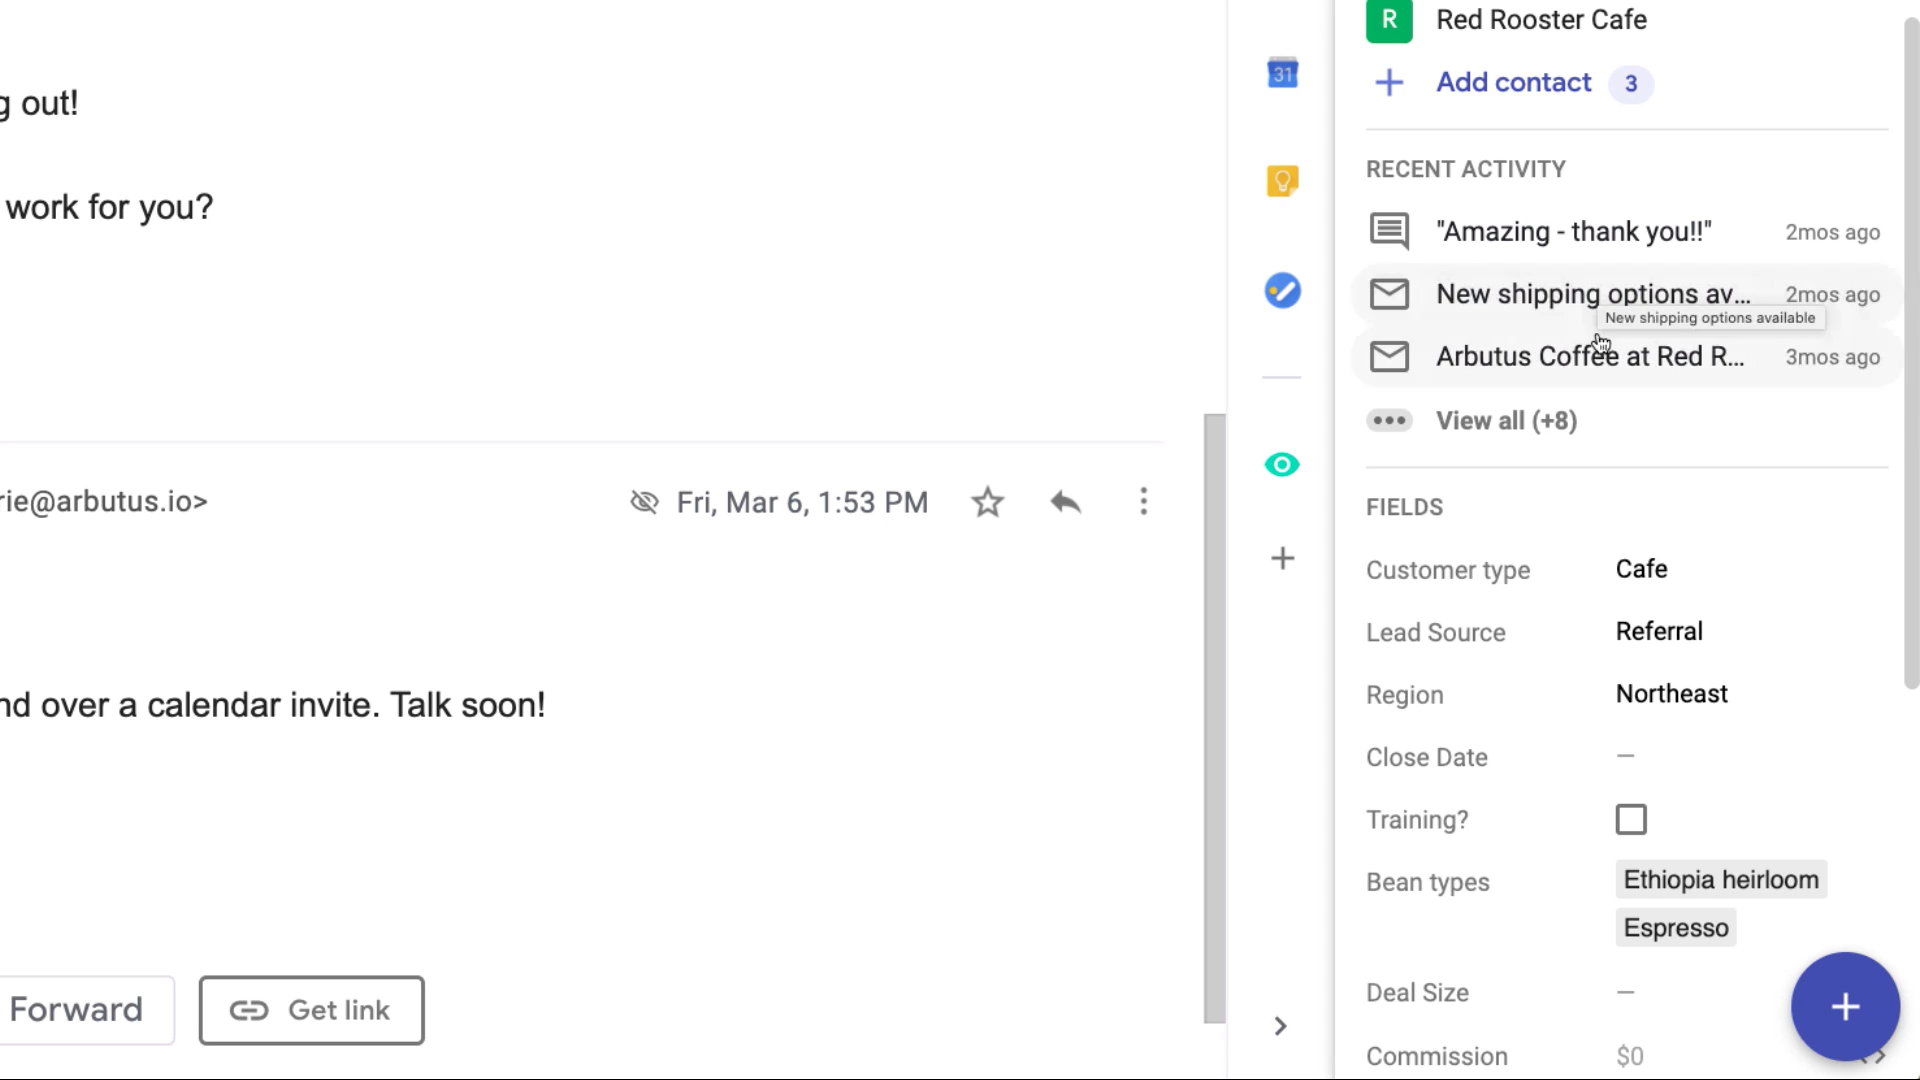 g out!
work for you?
rie@arbutus.io>
Fri, Mar 6, 1:53 PM
nd over a calendar invite. Talk soon!
Forward
Get link
31
R
Red Rooster Cafe
Add contact 3
RECENT ACTIVITY
"Amazing - thank you!!" 2mos ago
New shipping options av... 2mos ago
New shipping options available
Arbutus Coffee at Red R... 3mos ago
View all (+8)
FIELDS
Customer type Cafe
Lead Source Referral
Region Northeast
Close Date —
Training?
Bean types Ethiopia heirloom
Espresso
Deal Size —
Commission $0